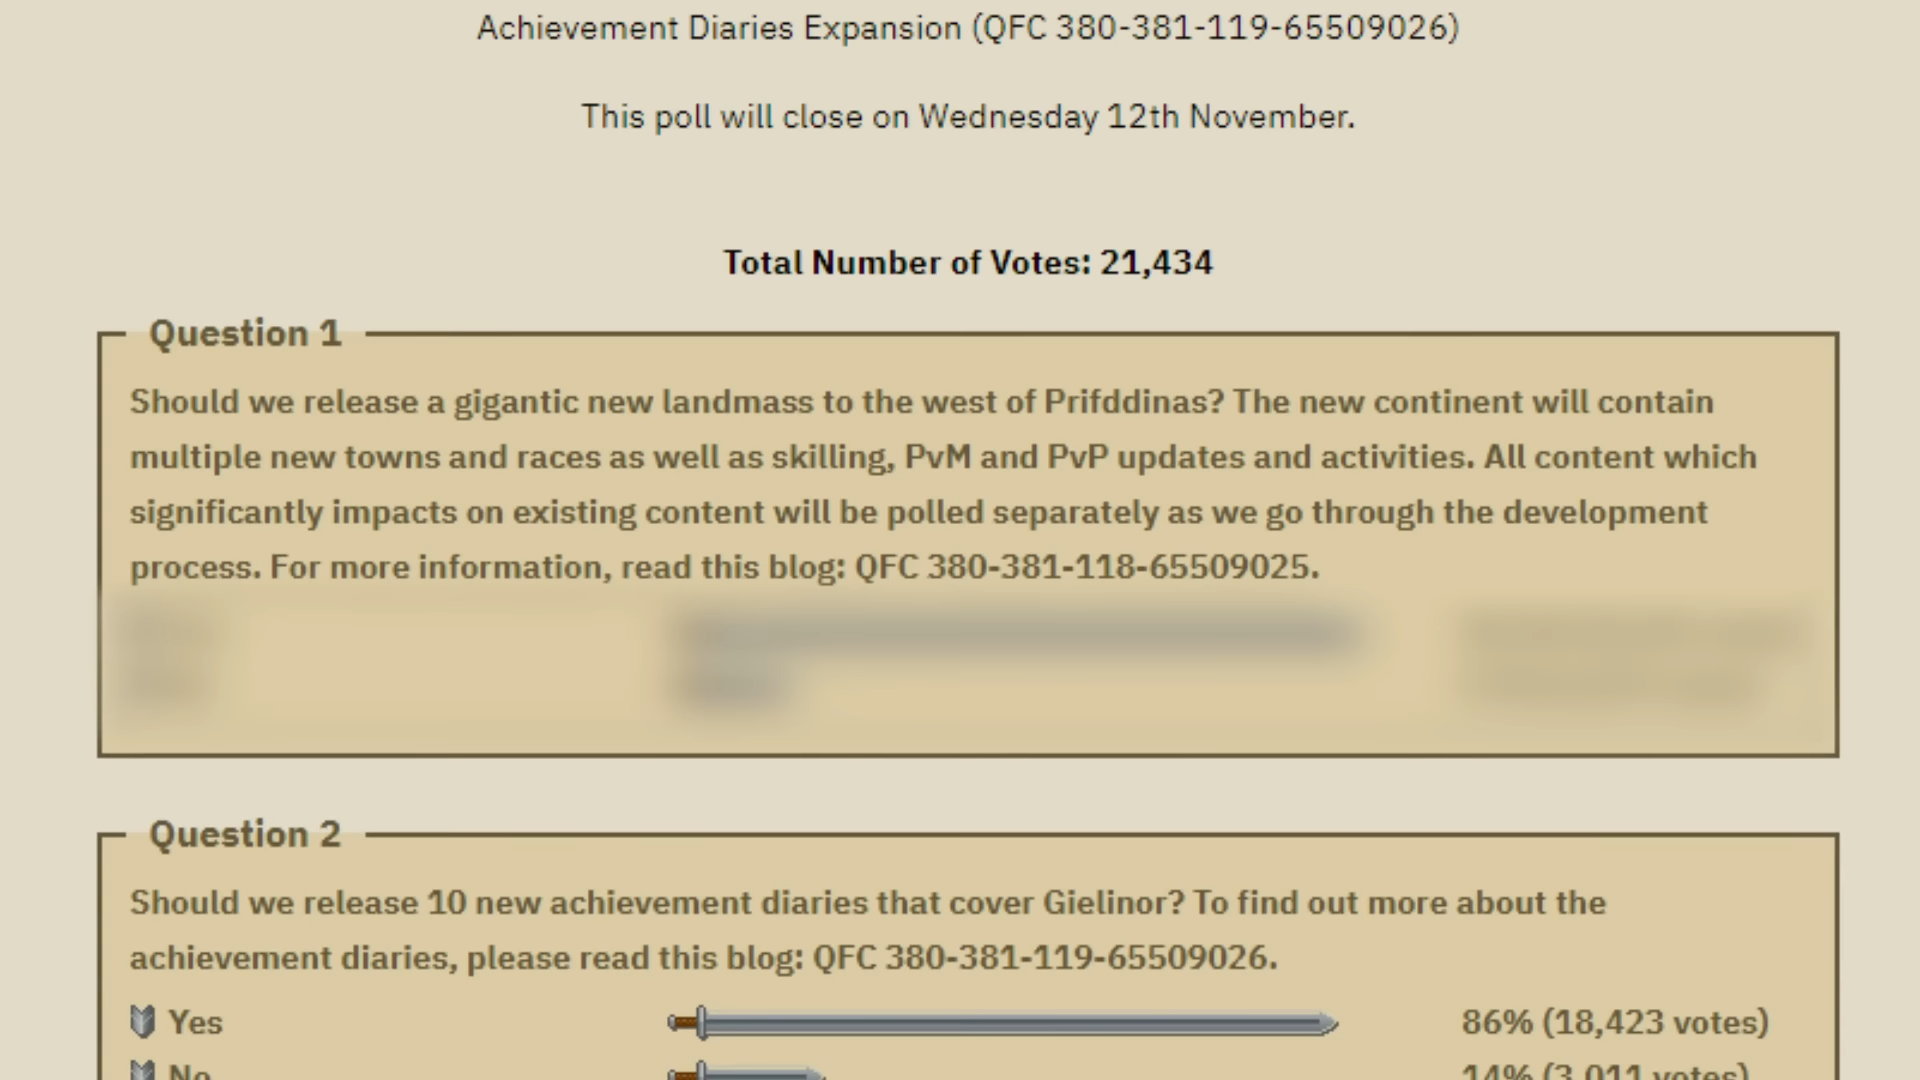 Achievement Diaries Expansion (QFC 380-381-119-65509026)
This poll will close on Wednesday 12th November.
Total Number of Votes: 21,434
Question 1
Should we release a gigantic new landmass to the west of Prifddinas? The new continent will contain
multiple new towns and races as well as skilling, PvM and PvP updates and activities. All content which
significantly impacts on existing content will be polled separately as we go through the development
process. For more information, read this blog: QFC 380-381-118-65509025.
Question 2
Should we release 10 new achievement diaries that cover Gielinor? To find out more about the
achievement diaries, please read this blog: QFC 380-381-119-65509026.
Yes 86% (18,423 votes)
No 14% (3,011 votes)